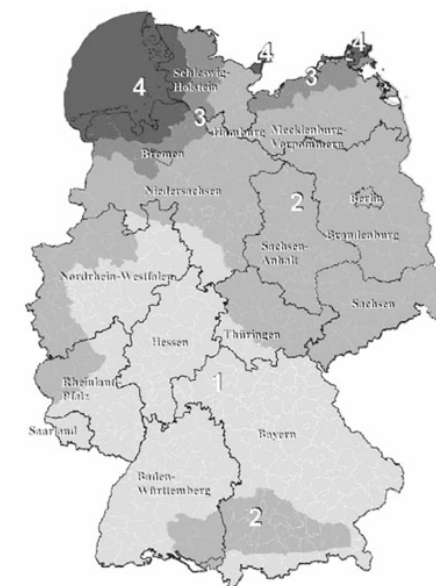 4
4
Schleswig-
Holstein
4
3
3
Hamburg
Mecklenburg-
Vorpommern
Bremen
Niedersachsen
2
Berlin
Brandenburg
Sachsen-
Anhalt
Nordrhein-Westfalen
Sachsen
Thüringen
Hessen
1
Rheinland-
Pfalz
Saarland
Bayern
Baden-
Württemberg
2